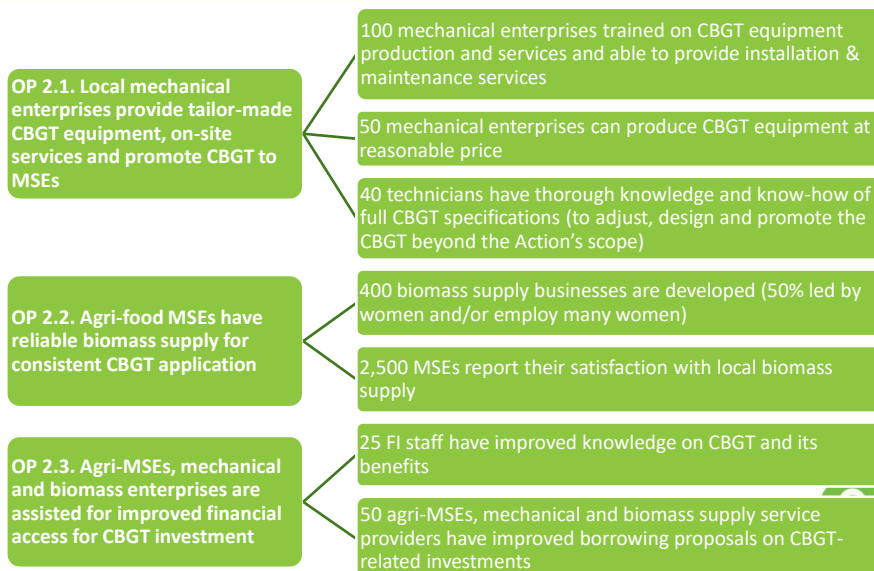 100 mechanical enterprises trained on CBGT equipment
production and services and able to provide installation &
maintenance services
OP 2.1. Local mechanical
enterprises provide tailor-made
CBGT equipment, on-site
services and promote CBGT to
MSEs
50 mechanical enterprises can produce CBGT equipment at
reasonable price
40 technicians have thorough knowledge and know-how of
full CBGT specifications (to adjust, design and promote the
CBGT beyond the Action's scope)
OP 2.2. Agri-food MSEs have
reliable biomass supply for
consistent CBGT application
400 biomass supply businesses are developed (50% led by
women and/or employ many women)
2,500 MSEs report their satisfaction with local biomass
supply
OP 2.3. Agri-MSEs, mechanical
and biomass enterprises are
assisted for improved financial
access for CBGT investment
25 FI staff have improved knowledge on CBGT and its
benefits
50 agri-MSEs, mechanical and biomass supply service
providers have improved borrowing proposals on CBGT-
related investments